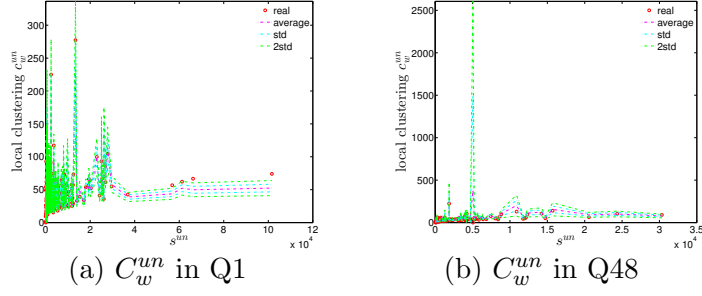 real
average
std
2std
local clustering c_w^{un}
300
250
200
150
100
50
0
0 2 4 6 8 10 12
s^{un}
x 10^4
(a) C_w^{un} in Q1
real
average
std
2std
local clustering c_w^{un}
2500
2000
1500
1000
500
0
0 0.5 1 1.5 2 2.5 3 3.5
s^{un}
x 10^4
(b) C_w^{un} in Q48